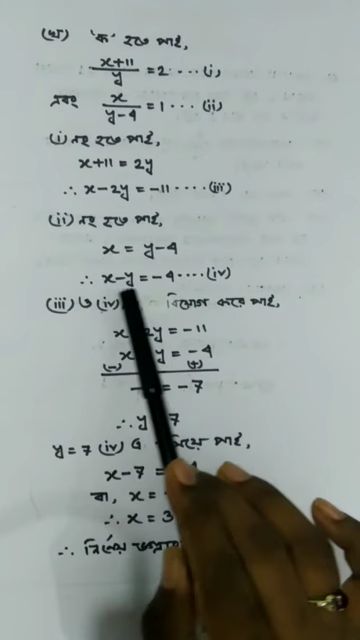 (খ) 'ক' হতে পাই,
x+11/y = 2 ···· (i)
এবং x/y-4 = 1 ···· (ii)
(i) নং হতে পাই,
x+11 = 2y
∴ x-2y = -11 ···· (iii)
(ii) নং হতে পাই,
x = y-4
∴ x-y = -4 ···· (iv)
(iii) ও (iv) বিয়োগ করে পাই,
x 2y = -11
x y = -4
(-) (+)
= -7
∴ y 7
y = 7 (iv) পাই,
x-7 =
বা, x =
∴ x = 3
∴ নির্ণেয়